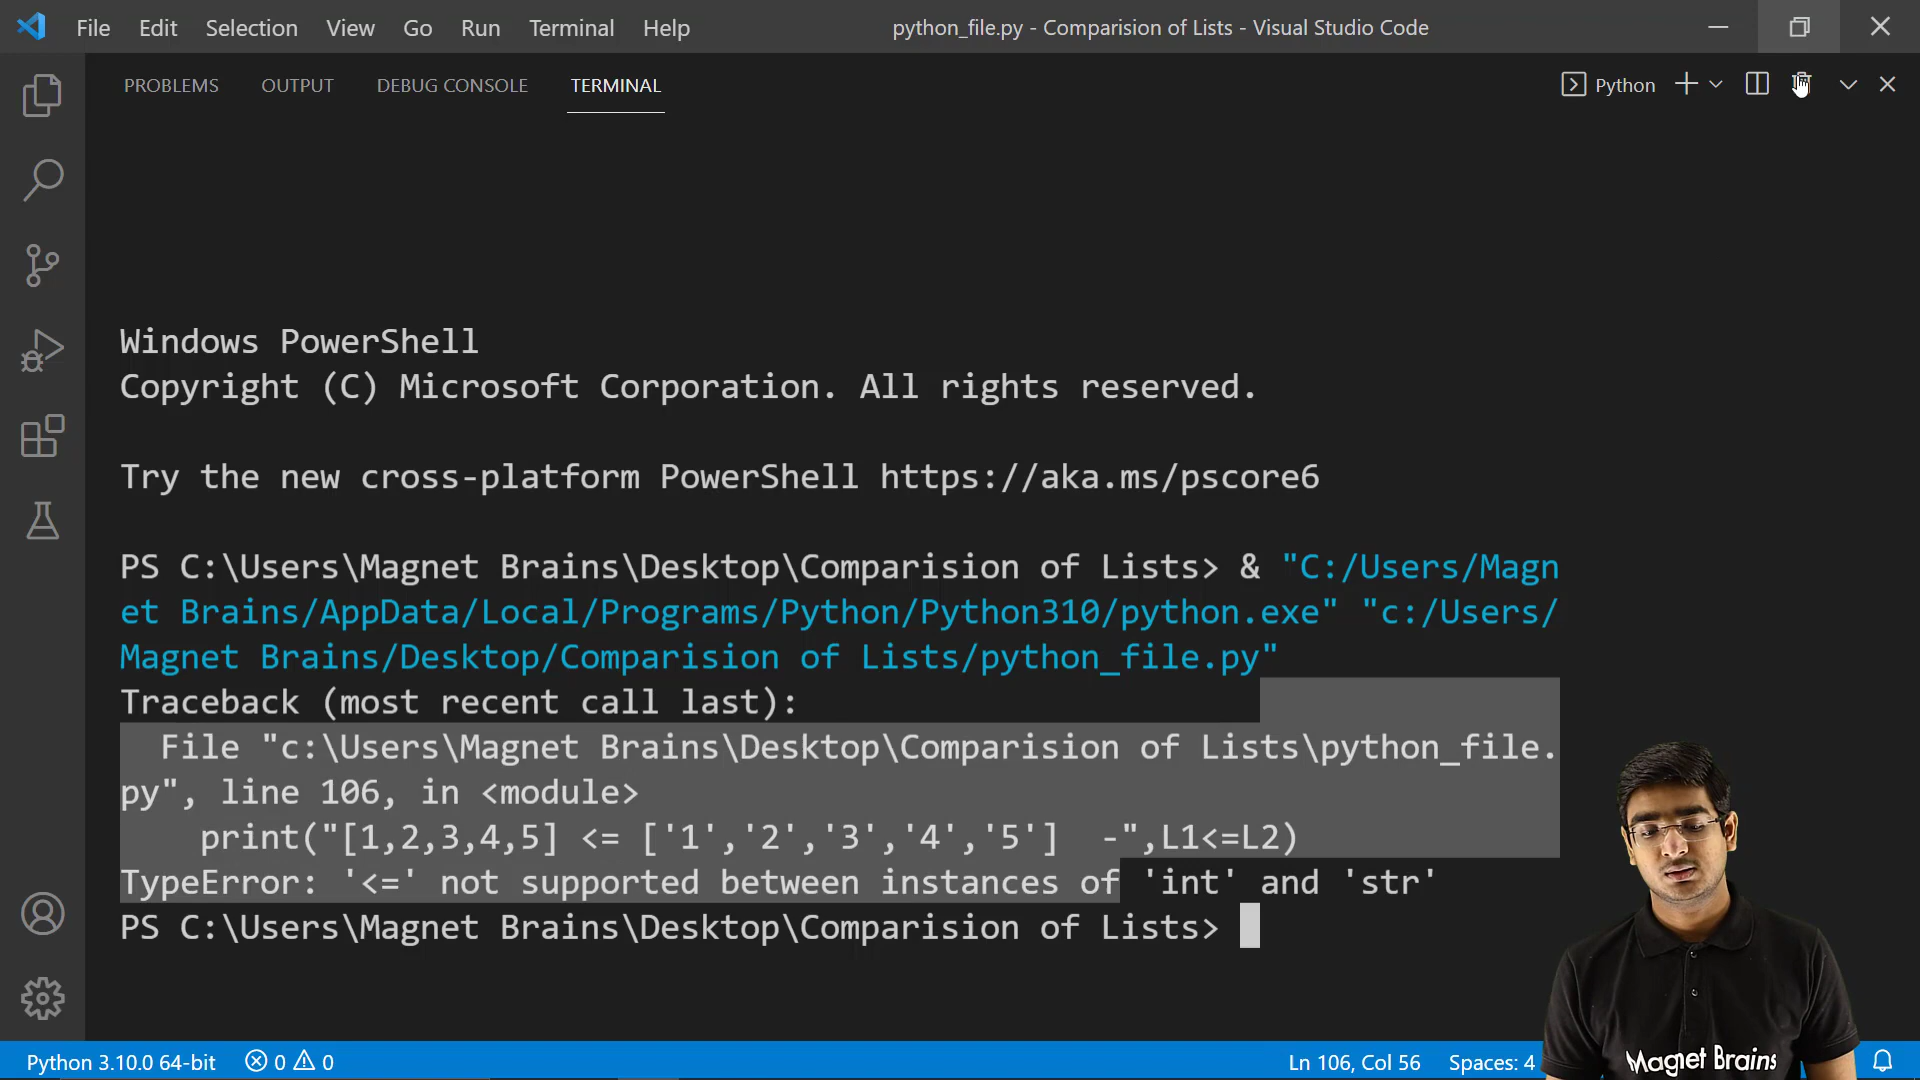 File Edit Selection View Go Run Terminal Help python_file.py - Comparision of Lists - Visual Studio Code
PROBLEMS OUTPUT DEBUG CONSOLE TERMINAL Python
Windows PowerShell
Copyright (C) Microsoft Corporation. All rights reserved.
Try the new cross-platform PowerShell https://aka.ms/pscore6
PS C:\Users\Magnet Brains\Desktop\Comparision of Lists> & "C:/Users/Magn
et Brains/AppData/Local/Programs/Python/Python310/python.exe" "c:/Users/
Magnet Brains/Desktop/Comparision of Lists/python_file.py"
Traceback (most recent call last):
File "c:\Users\Magnet Brains\Desktop\Comparision of Lists\python_file.
py", line 106, in <module>
print("[1,2,3,4,5] <= ['1','2','3','4','5']  -",L1<=L2)
TypeError: '<=' not supported between instances of 'int' and 'str'
PS C:\Users\Magnet Brains\Desktop\Comparision of Lists>
Python 3.10.0 64-bit 0 0 Ln 106, Col 56 Spaces: 4
Magnet Brains